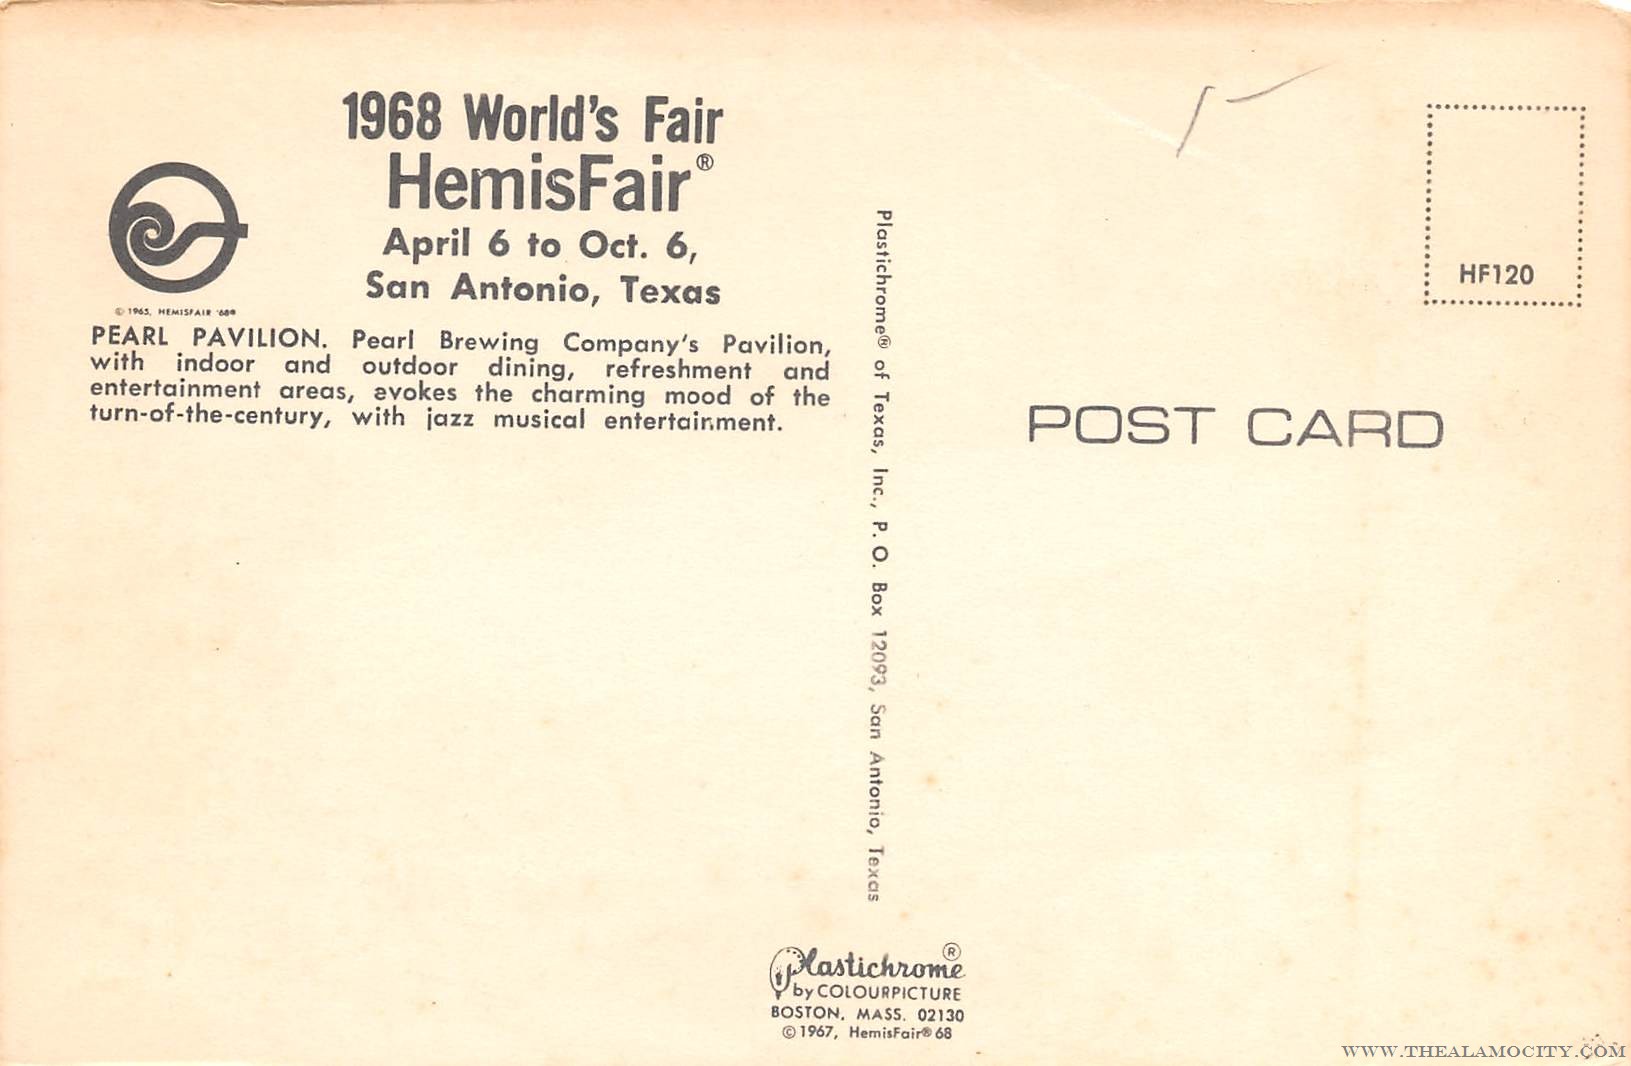 1968 World's Fair
HemisFair®
April 6 to Oct. 6,
San Antonio, Texas
© 1965, HEMISFAIR '68®
PEARL PAVILION. Pearl Brewing Company's Pavilion,
with indoor and outdoor dining, refreshment and
entertainment areas, evokes the charming mood of the
turn-of-the-century, with jazz musical entertainment.
Plastichrome® of Texas, Inc., P. O. Box 12093, San Antonio, Texas
HF120
POST CARD
Plastichrome®
by COLOURPICTURE
BOSTON, MASS. 02130
© 1967, HemisFair® 68
WWW.THEALAMOCITY.COM